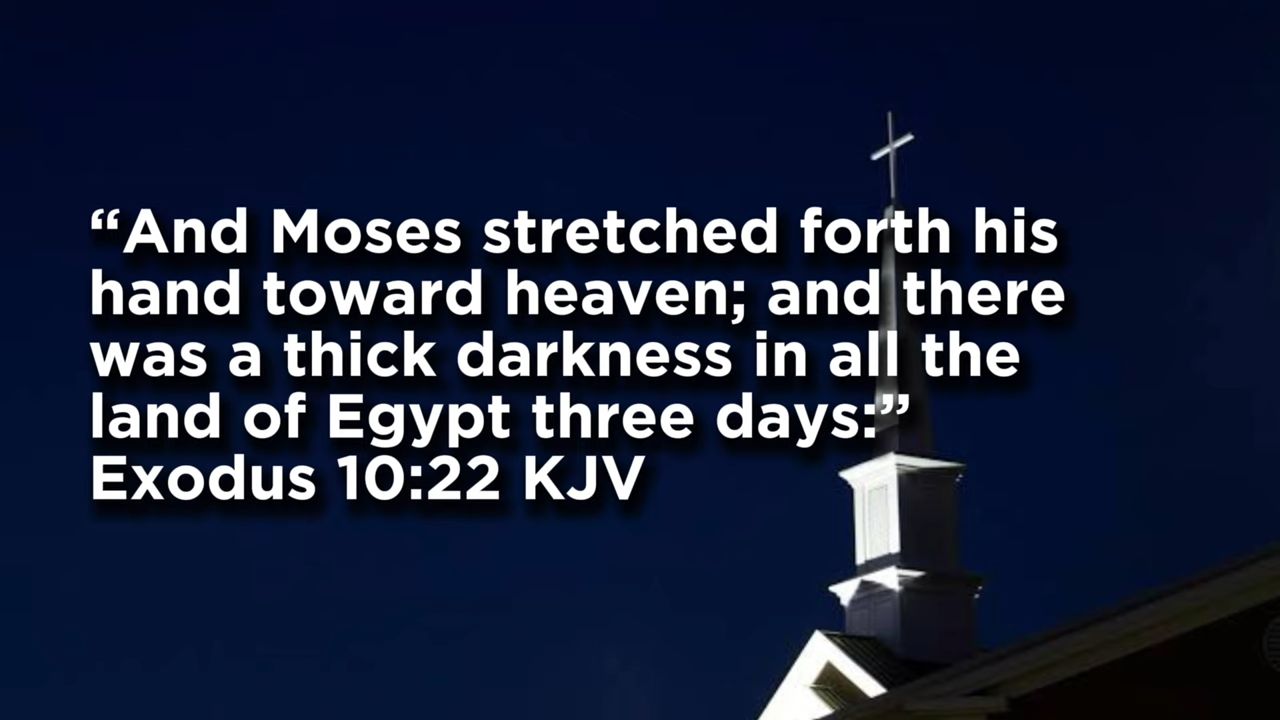 “And Moses stretched forth his
hand toward heaven; and there
was a thick darkness in all the
land of Egypt three days:”
Exodus 10:22 KJV